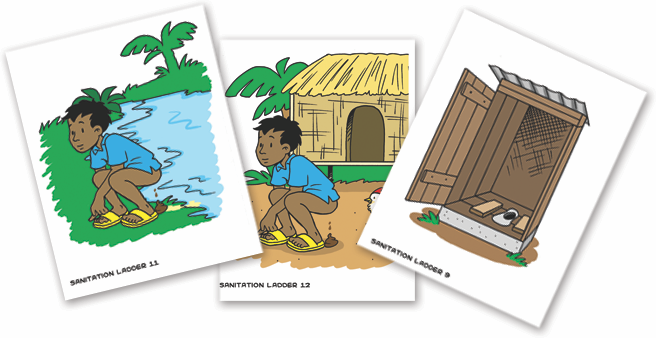 SANITATION LADDER 11
SANITATION LADDER 12
SANITATION LADDER 9